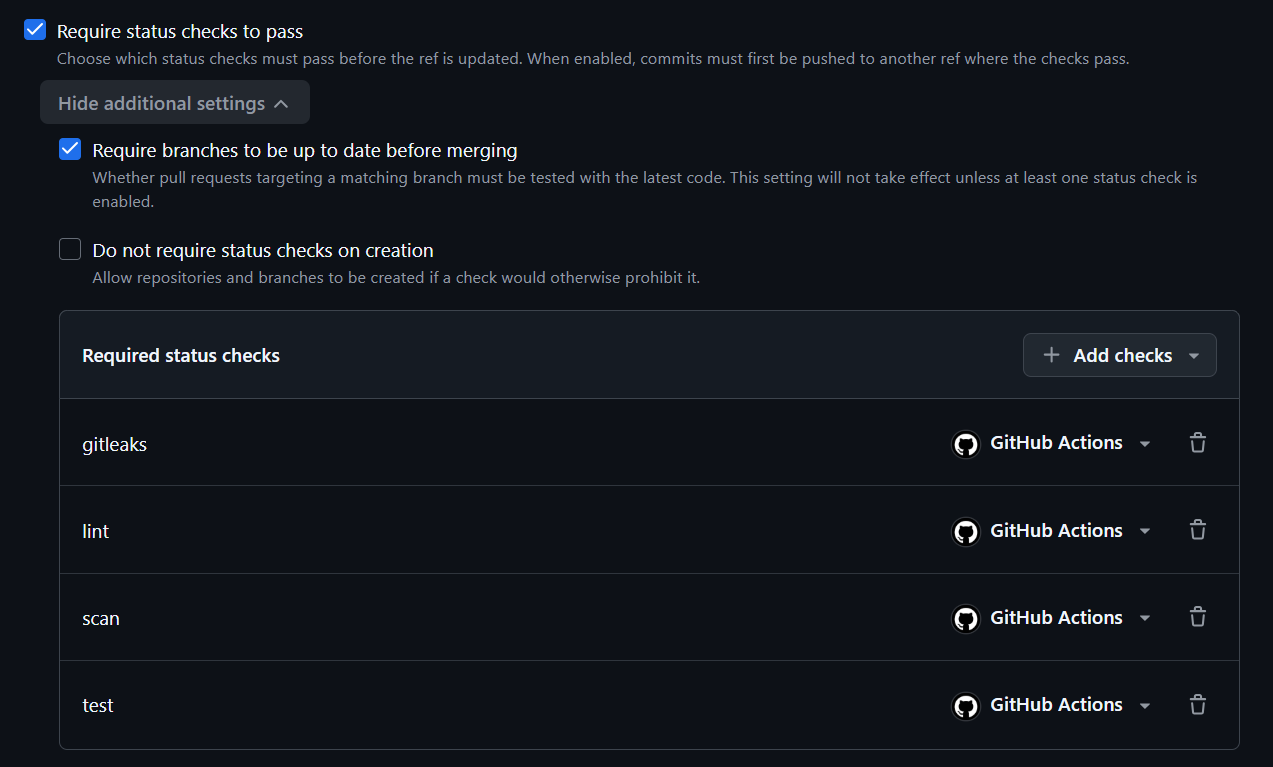 Require status checks to pass
Choose which status checks must pass before the ref is updated. When enabled, commits must first be pushed to another ref where the checks pass.
Hide additional settings
Require branches to be up to date before merging
Whether pull requests targeting a matching branch must be tested with the latest code. This setting will not take effect unless at least one status check is
enabled.
Do not require status checks on creation
Allow repositories and branches to be created if a check would otherwise prohibit it.
Required status checks
Add checks
gitleaks
GitHub Actions
lint
GitHub Actions
scan
GitHub Actions
test
GitHub Actions